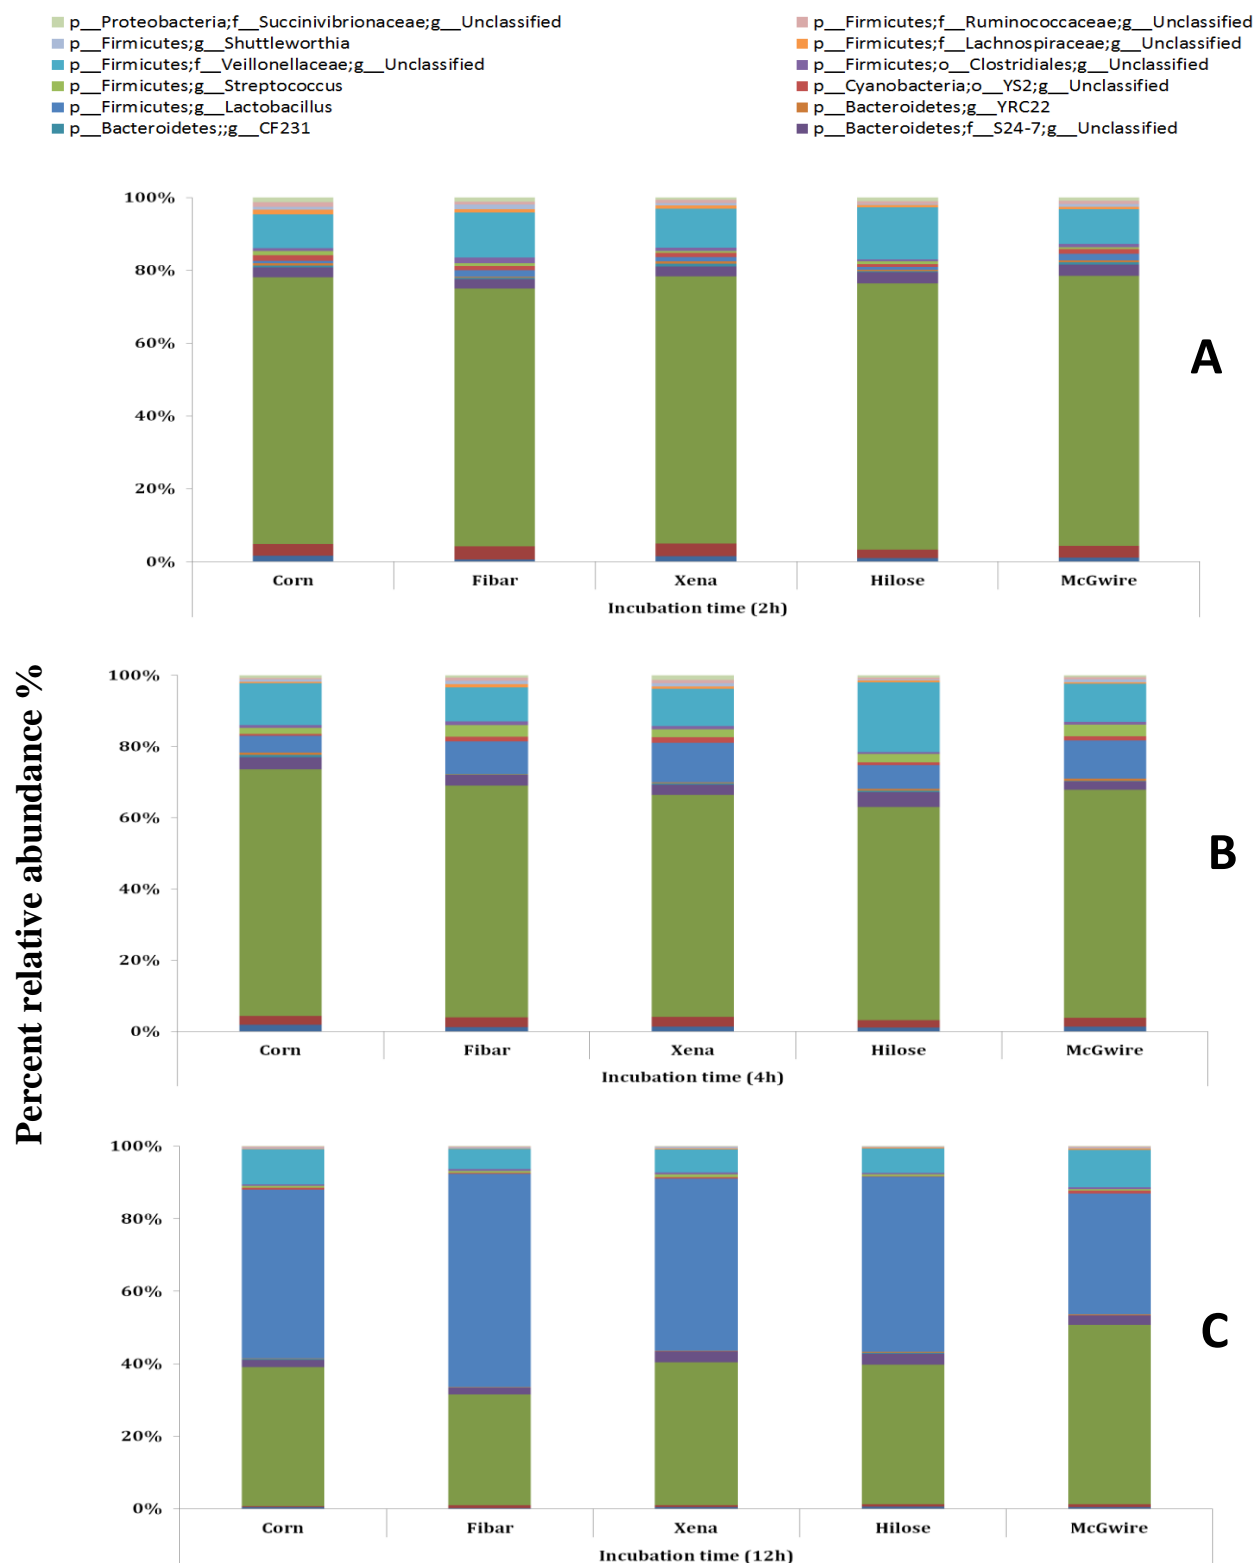 p__Proteobacteria;f__Succinivibrionaceae;g__Unclassified
p__Firmicutes;g__Shuttleworthia
p__Firmicutes;f__Veillonellaceae;g__Unclassified
p__Firmicutes;g__Streptococcus
p__Firmicutes;g__Lactobacillus
p__Bacteroidetes;;g__CF231
p__Firmicutes;f__Ruminococcaceae;g__Unclassified
p__Firmicutes;f__Lachnospiraceae;g__Unclassified
p__Firmicutes;o__Clostridiales;g__Unclassified
p__Cyanobacteria;o__YS2;g__Unclassified
p__Bacteroidetes;g__YRC22
p__Bacteroidetes;f__S24-7;g__Unclassified
Percent relative abundance %
100%
80%
60%
40%
20%
0%
Corn Fibar Xena Hilose McGwire
Incubation time (2h)
A
100%
80%
60%
40%
20%
0%
Corn Fibar Xena Hilose McGwire
Incubation time (4h)
B
100%
80%
60%
40%
20%
0%
Corn Fibar Xena Hilose McGwire
Incubation time (12h)
C